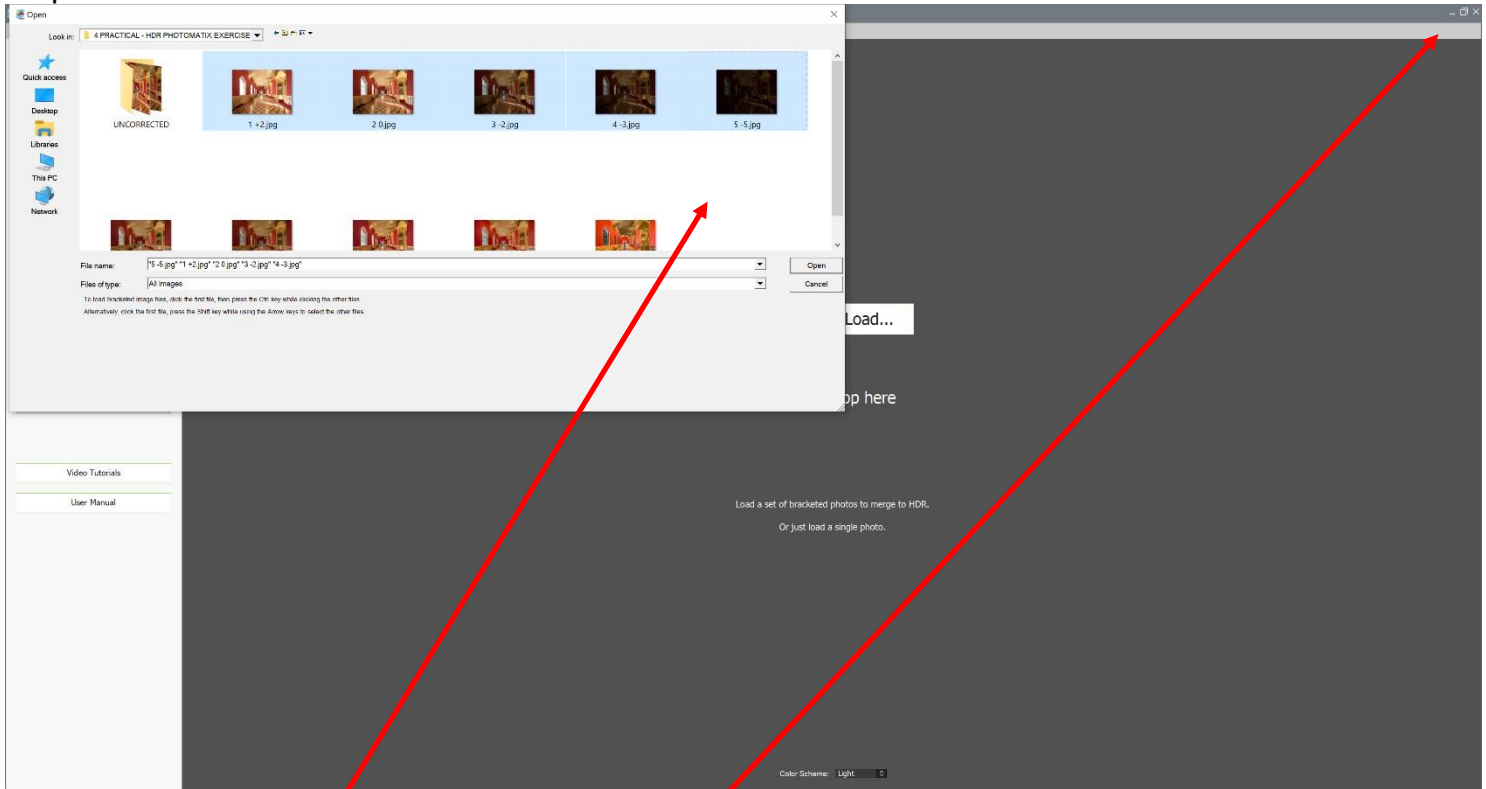 Open
Look in: 4 PRACTICAL - HDR PHOTOMATIX EXERCISE
Quick access
Desktop
Libraries
This PC
Network
UNCORRECTED
1 +2.jpg
2 0.jpg
3 -2.jpg
4 -3.jpg
5 -5.jpg
File name: "5 -5.jpg" "1 +2.jpg" "2 0.jpg" "3 -2.jpg" "4 -3.jpg"
Open
Files of type: All Images
Cancel
To load bracketed image files, click the first file, then press the Ctrl key while clicking the other files.
Alternatively, click the first file, press the Shift key while using the Arrow keys to select the other files.
Load...
here
Video Tutorials
User Manual
Load a set of bracketed photos to merge to HDR.
Or just load a single photo.
Color Scheme: Light